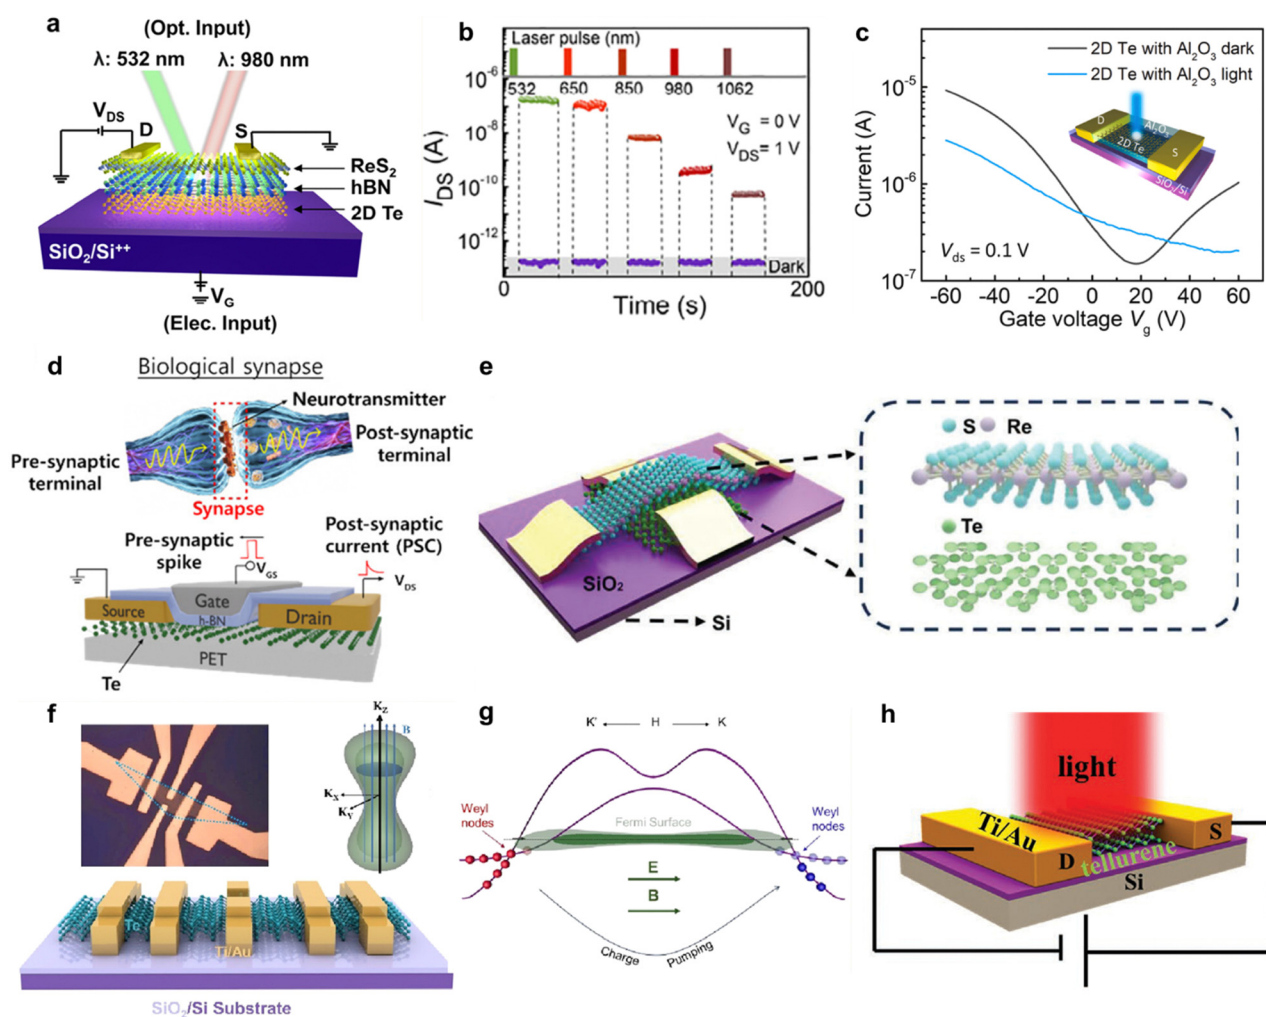 a
(Opt. Input)
λ: 532 nm
λ: 980 nm
V_DS
D
S
ReS₂
hBN
2D Te
SiO₂/Si⁺⁺
V_G
(Elec. Input)
b
Laser pulse (nm)
532
650
850
980
1062
10⁻⁶
10⁻⁸
10⁻¹⁰
10⁻¹²
I_DS (A)
V_G = 0 V
V_DS = 1 V
Dark
0
200
Time (s)
c
2D Te with Al₂O₃ dark
2D Te with Al₂O₃ light
10⁻⁵
10⁻⁶
10⁻⁷
Current (A)
D
Al₂O₃
2D Te
S
SiO₂/Si
V_ds = 0.1 V
-60
-40
-20
0
20
40
60
Gate voltage V_g (V)
d
Biological synapse
Neurotransmitter
Post-synaptic
terminal
Pre-synaptic
terminal
Synapse
Pre-synaptic
spike
Post-synaptic
current (PSC)
V_GS
V_DS
Source
Gate
h-BN
Drain
PET
Te
e
S
Re
Te
SiO₂
Si
f
K_Z
B
K_X
K_Y
Te
Ti/Au
SiO₂/Si Substrate
g
K'
H
K
Weyl
nodes
Fermi Surface
Weyl
nodes
E
B
Charge
Pumping
h
light
Ti/Au
D
S
tellurene
Si